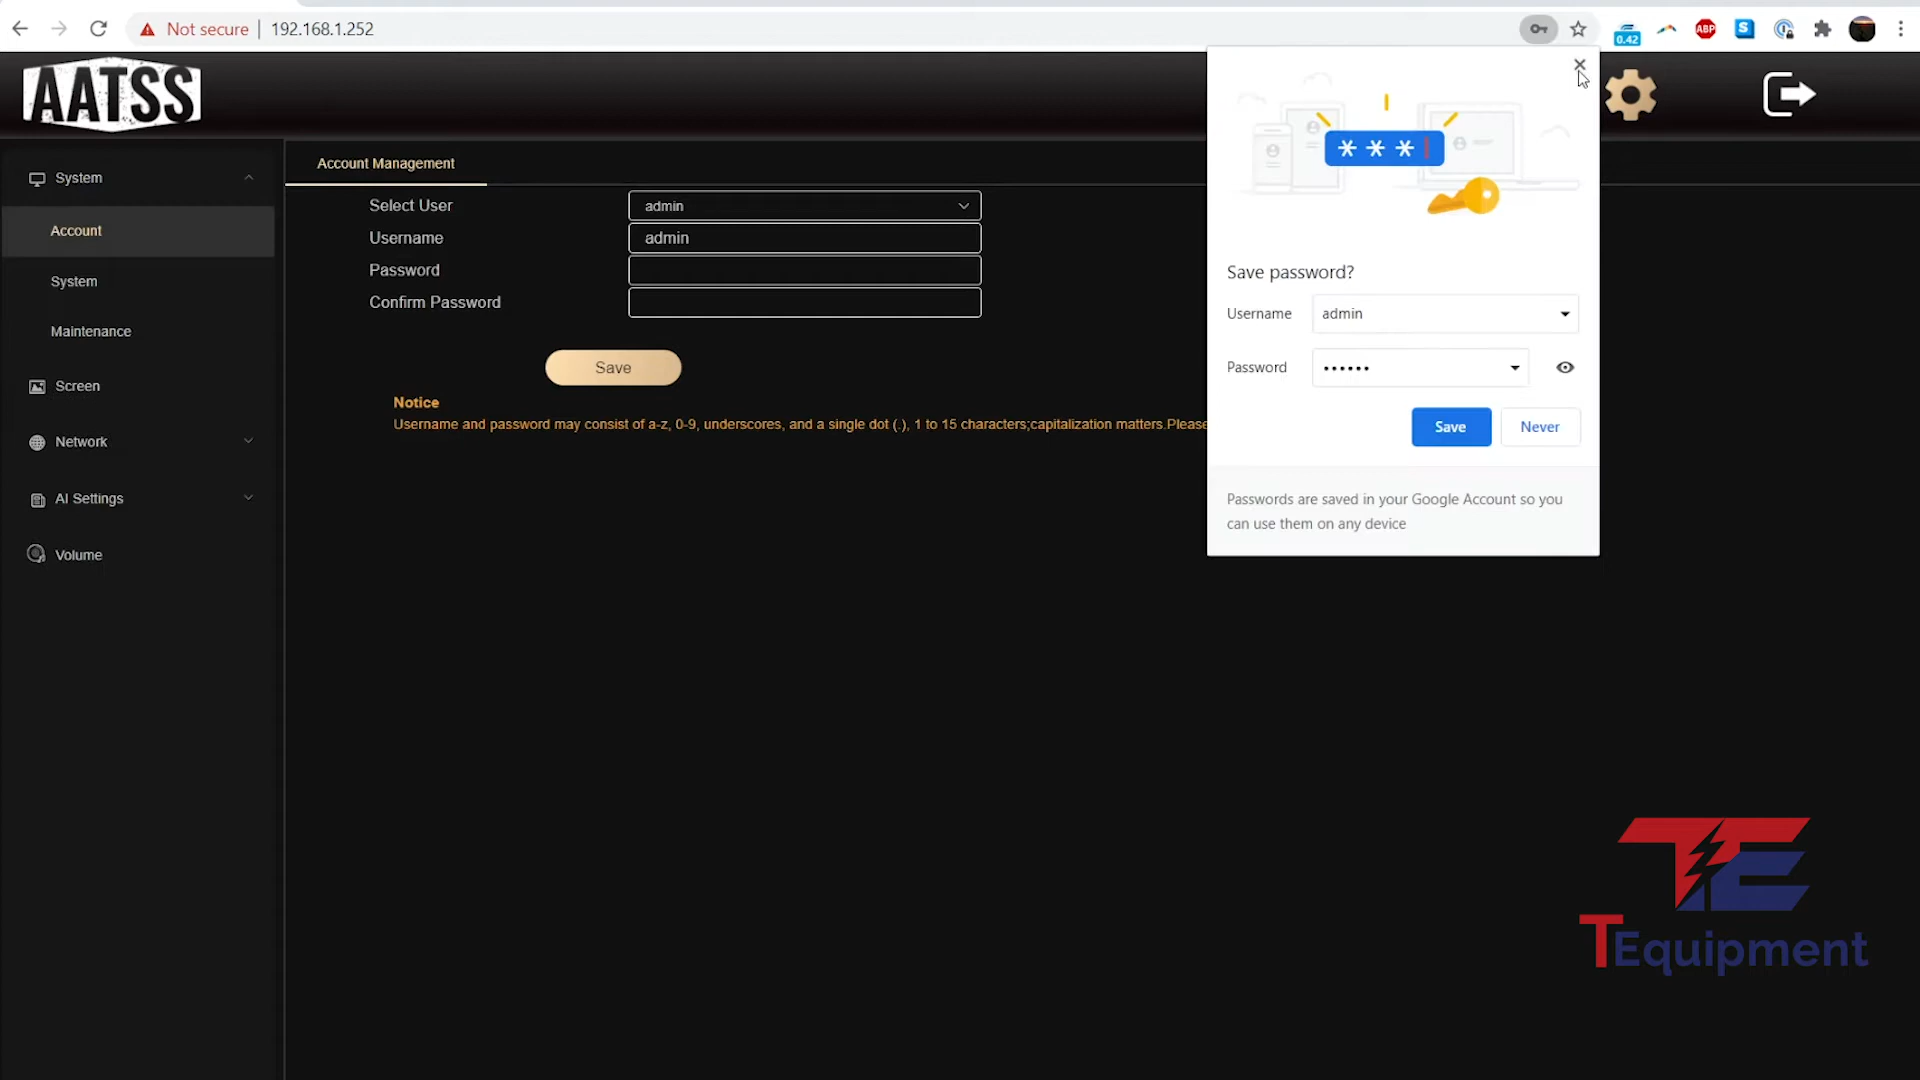 Not secure | 192.168.1.252
0.42
ABP
S
AATSS
System
Account
System
Maintenance
Screen
Network
AI Settings
Volume
Account Management
Select User
admin
Username
admin
Password
Confirm Password
Save
Notice
Username and password may consist of a-z, 0-9, underscores, and a single dot (.), 1 to 15 characters;capitalization matters.Please
* * *
Save password?
Username
admin
Password
••••••
Save
Never
Passwords are saved in your Google Account so you
can use them on any device
TE
TEquipment